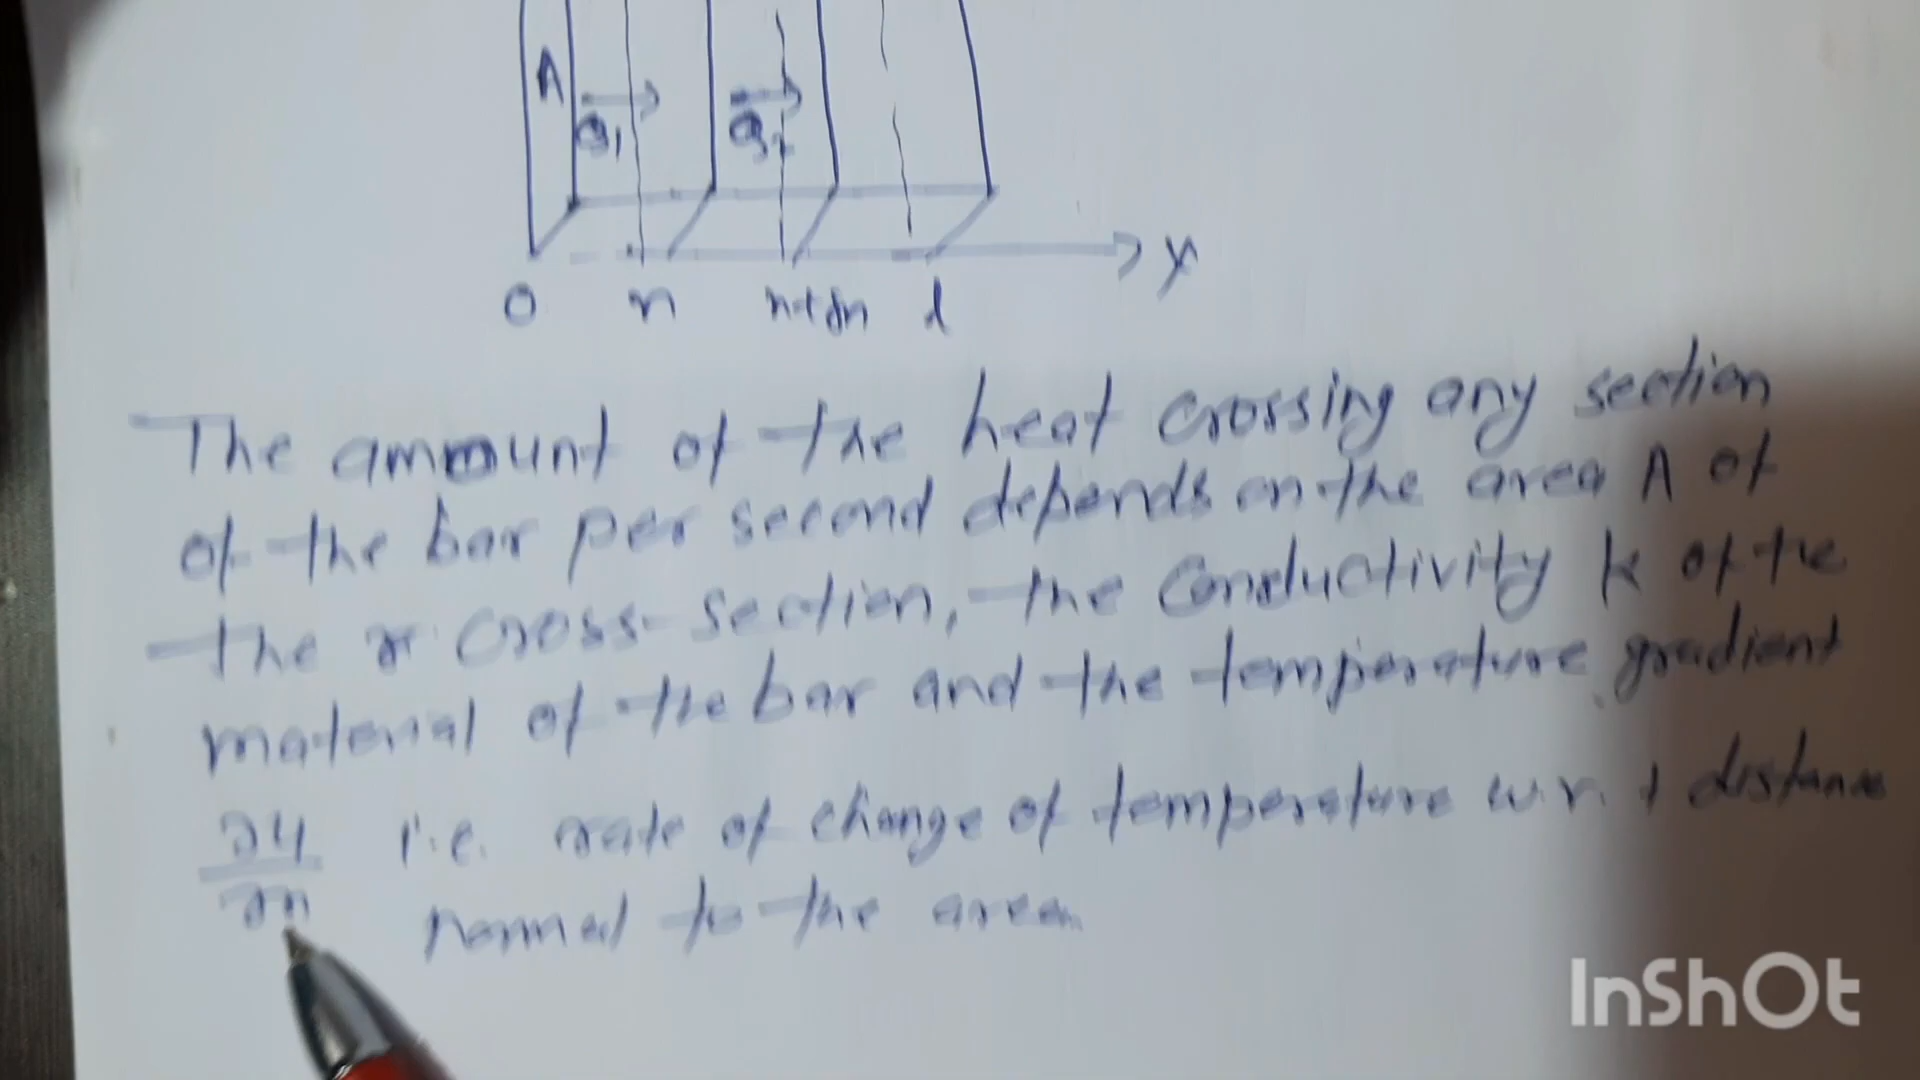 A
Q1 Q2
0 x x+δx l X
The amount of the heat crossing any section
of the bar per second depends on the area A of
the cross-section, the conductivity K of the
material of the bar and the temperature gradient
∂u/∂x i.e. rate of change of temperature w.r.t distance
normal to the area.
InShOt